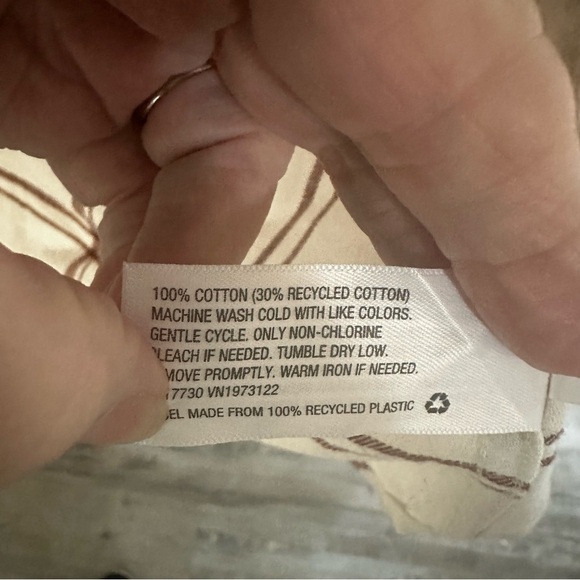 100% COTTON (30% RECYCLED COTTON)
MACHINE WASH COLD WITH LIKE COLORS.
GENTLE CYCLE. ONLY NON-CHLORINE
LEACH IF NEEDED. TUMBLE DRY LOW.
MOVE PROMPTLY. WARM IRON IF NEEDED.
7730 VN1973122
EL MADE FROM 100% RECYCLED PLASTIC